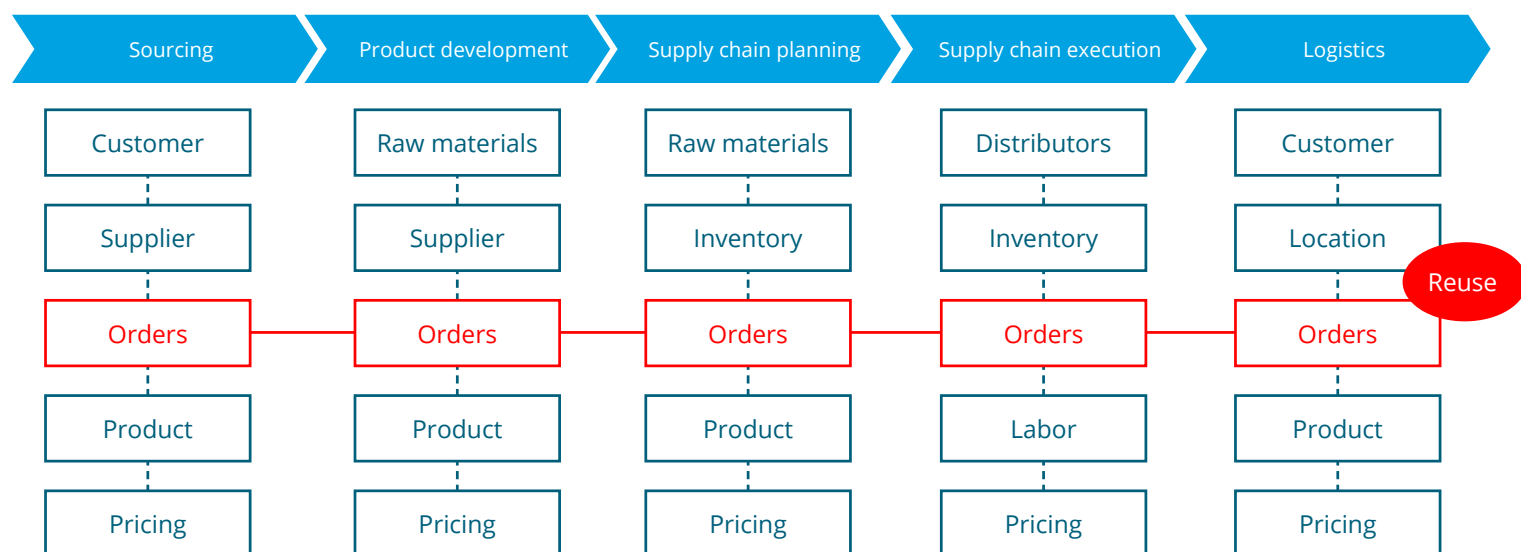 Sourcing
Product development
Supply chain planning
Supply chain execution
Logistics
Customer
Raw materials
Raw materials
Distributors
Customer
Supplier
Supplier
Inventory
Inventory
Location
Reuse
Orders
Orders
Orders
Orders
Orders
Product
Product
Product
Labor
Product
Pricing
Pricing
Pricing
Pricing
Pricing